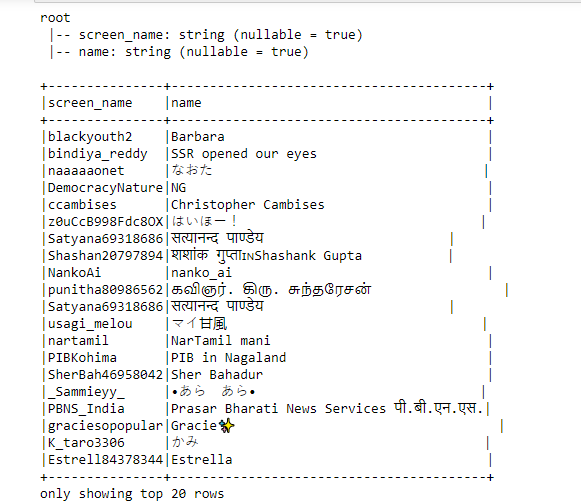 root
 |-- screen_name: string (nullable = true)
 |-- name: string (nullable = true)
+---------------+----------------------------------------+
|screen_name    |name                                    |
+---------------+----------------------------------------+
|blackyouth2    |Barbara                                 |
|bindiya_reddy  |SSR opened our eyes                     |
|naaaaaonet     |なおた                                     |
|DemocracyNature|NG                                      |
|ccambises      |Christopher Cambises                    |
|z0uCcB998Fdc8OX|はいほー！                                   |
|Satyana69318686|सत्यानन्द पाण्डेय                       |
|Shashan20797894|शशांक गुप्ता🇮🇳Shashank Gupta            |
|NankoAi        |nanko_ai                                |
|punitha80986562|கவிஞர். கிரு. சுந்தரேசன்                |
|Satyana69318686|सत्यानन्द पाण्डेय                       |
|usagi_melou    |マイ甘風                                    |
|nartamil       |NarTamil mani                           |
|PIBKohima      |PIB in Nagaland                         |
|SherBah46958042|Sher Bahadur                            |
|_Sammieyy_     |•あら　あら•                                 |
|PBNS_India     |Prasar Bharati News Services पी.बी.एन.एस.|
|graciesopopular|Gracie✨                                 |
|K_taro3306     |かみ                                      |
|Estrell84378344|Estrella                                |
+---------------+----------------------------------------+
only showing top 20 rows